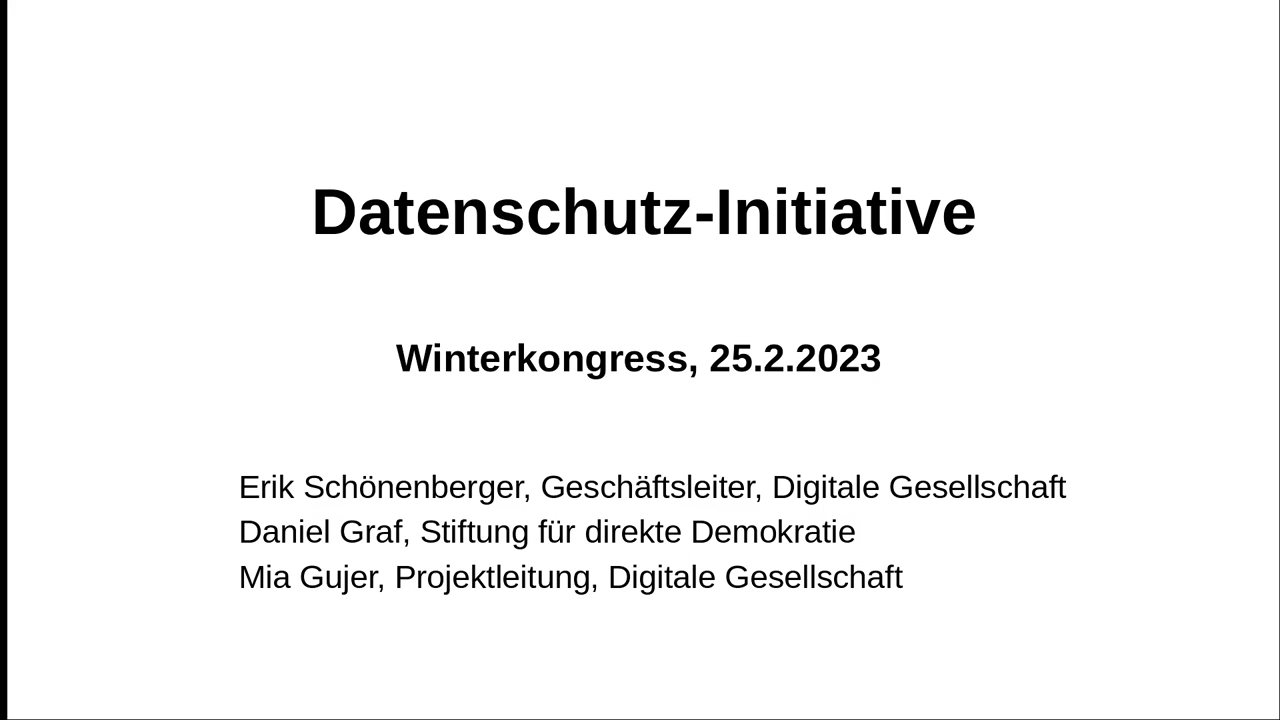 Datenschutz-Initiative
Winterkongress, 25.2.2023
Erik Schönenberger, Geschäftsleiter, Digitale Gesellschaft
Daniel Graf, Stiftung für direkte Demokratie
Mia Gujer, Projektleitung, Digitale Gesellschaft